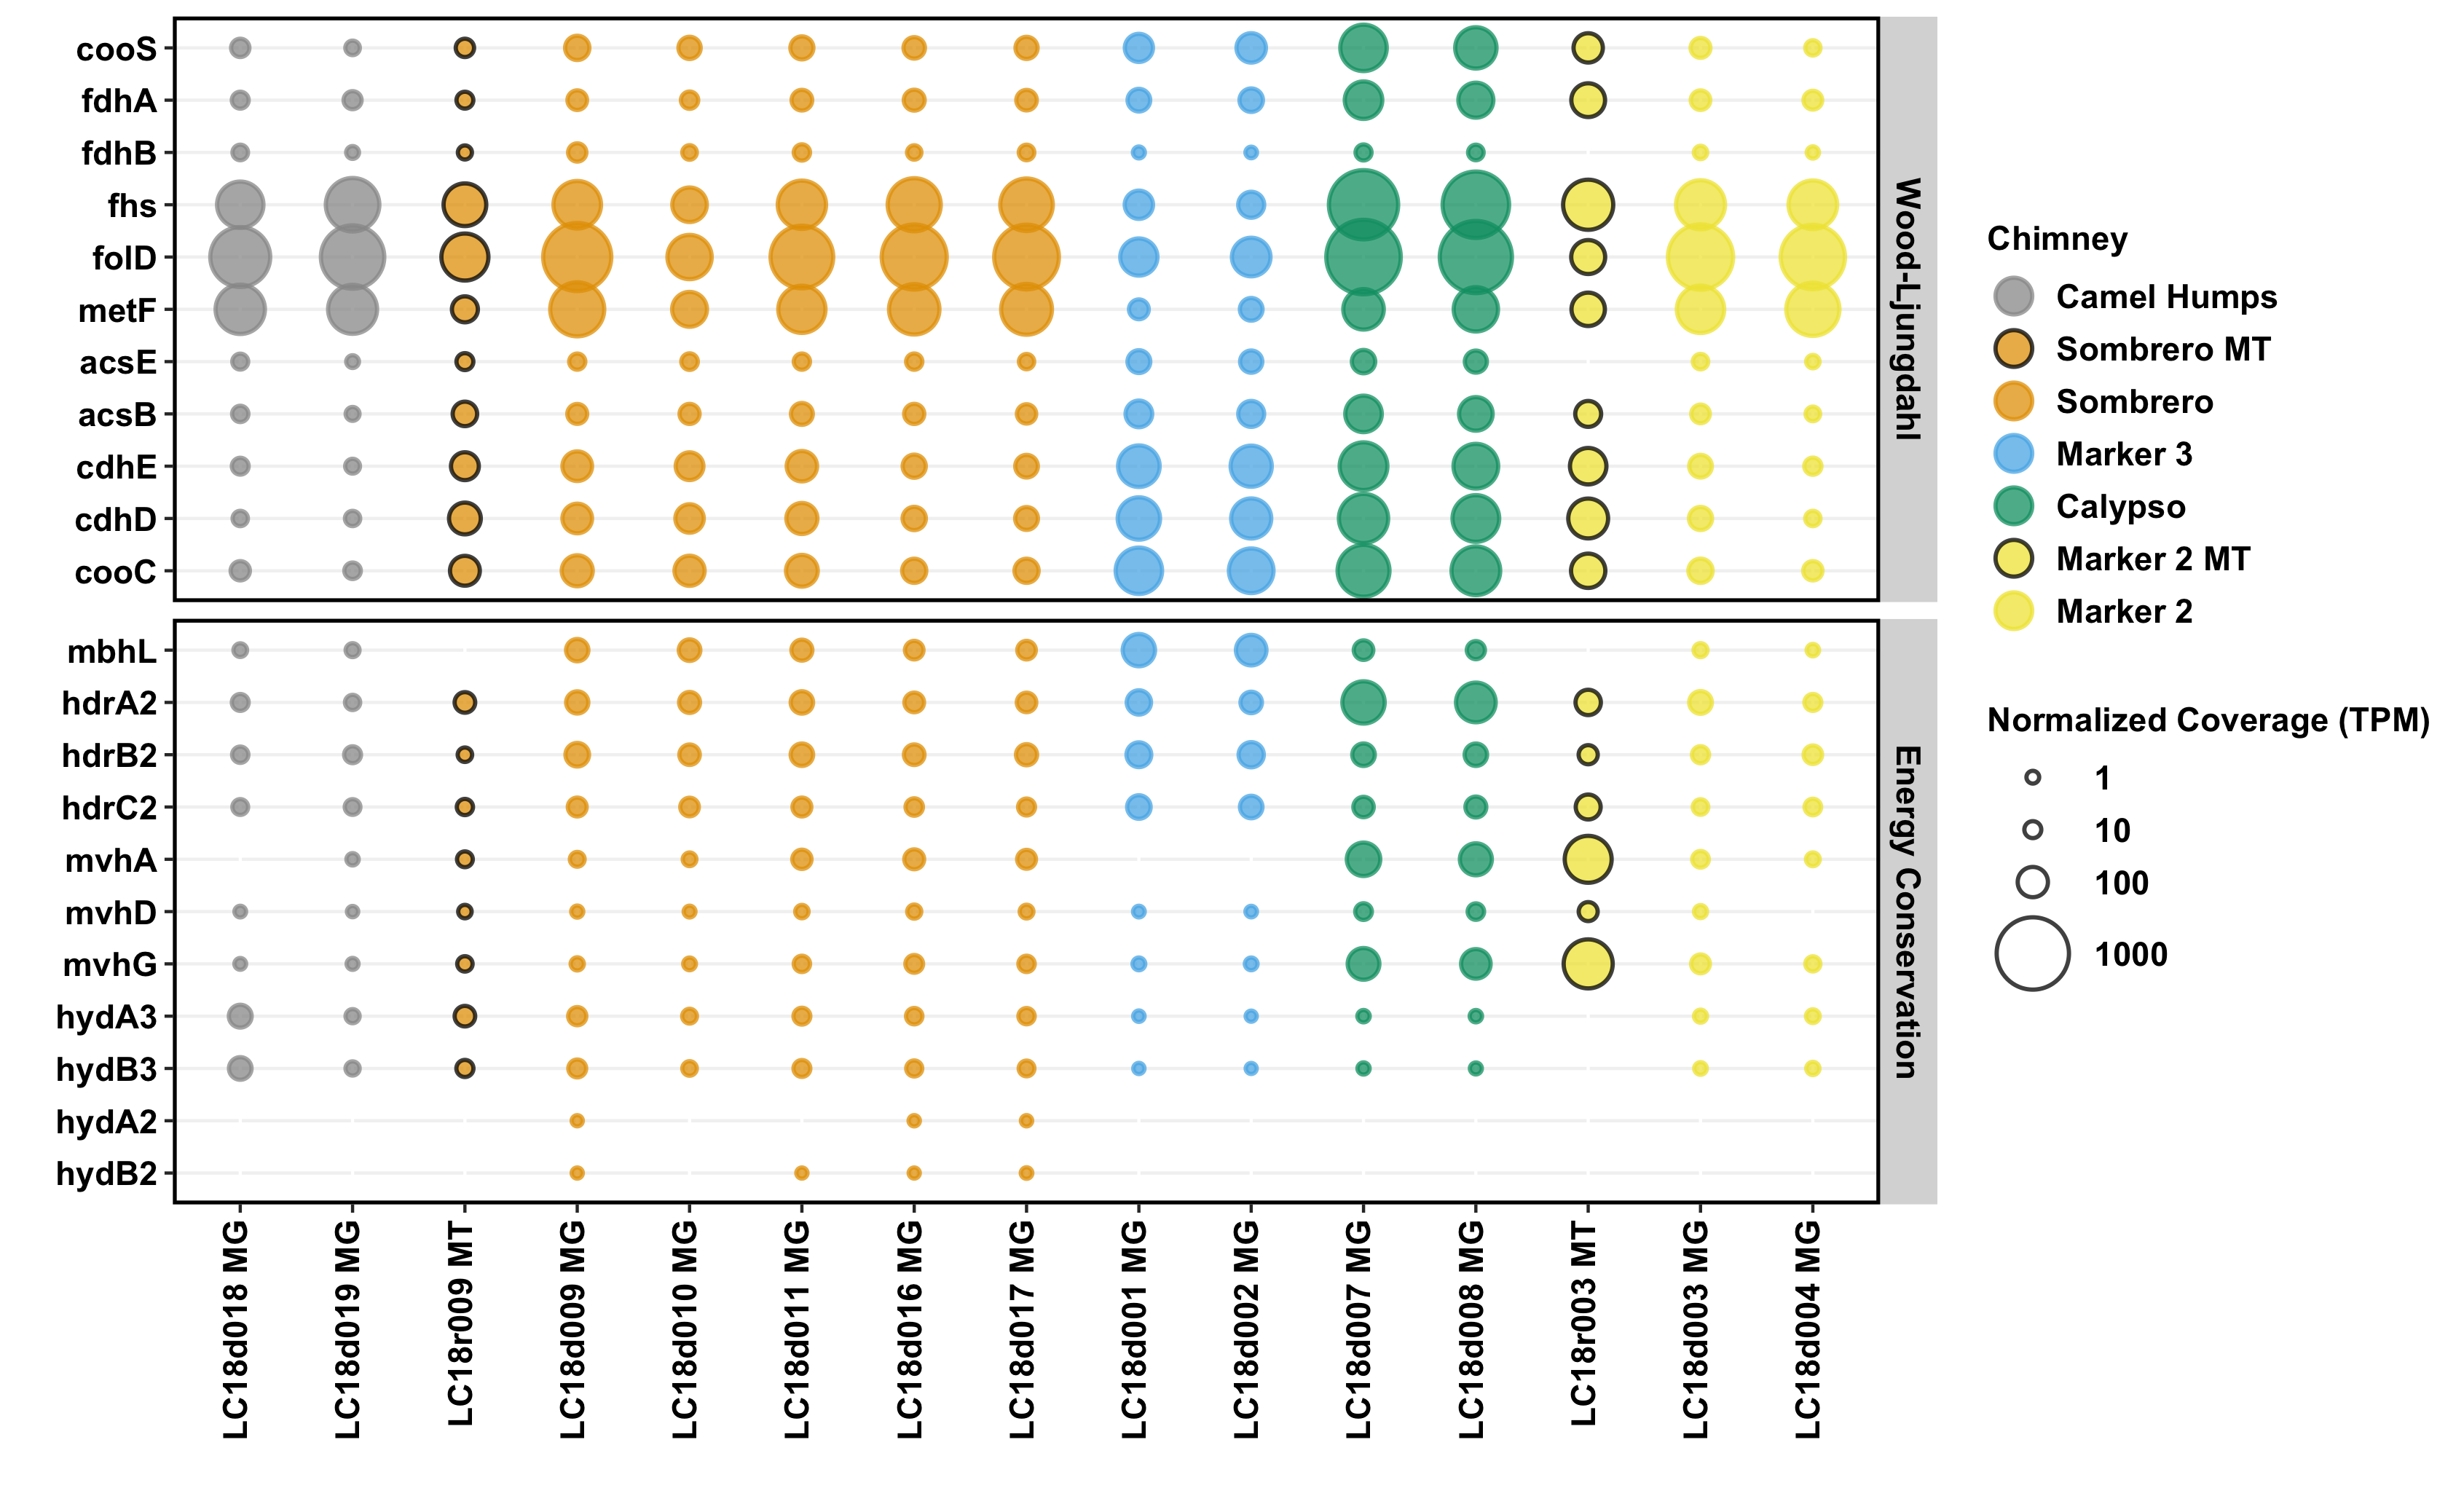 cooS
fdhA
fdhB
fhs
folD
metF
acsE
acsB
cdhE
cdhD
cooC
Wood-Ljungdahl
mbhL
hdrA2
hdrB2
hdrC2
mvhA
mvhD
mvhG
hydA3
hydB3
hydA2
hydB2
Energy Conservation
LC18d018 MG
LC18d019 MG
LC18r009 MT
LC18d009 MG
LC18d010 MG
LC18d011 MG
LC18d016 MG
LC18d017 MG
LC18d001 MG
LC18d002 MG
LC18d007 MG
LC18d008 MG
LC18r003 MT
LC18d003 MG
LC18d004 MG
Chimney
Camel Humps
Sombrero MT
Sombrero
Marker 3
Calypso
Marker 2 MT
Marker 2
Normalized Coverage (TPM)
1
10
100
1000